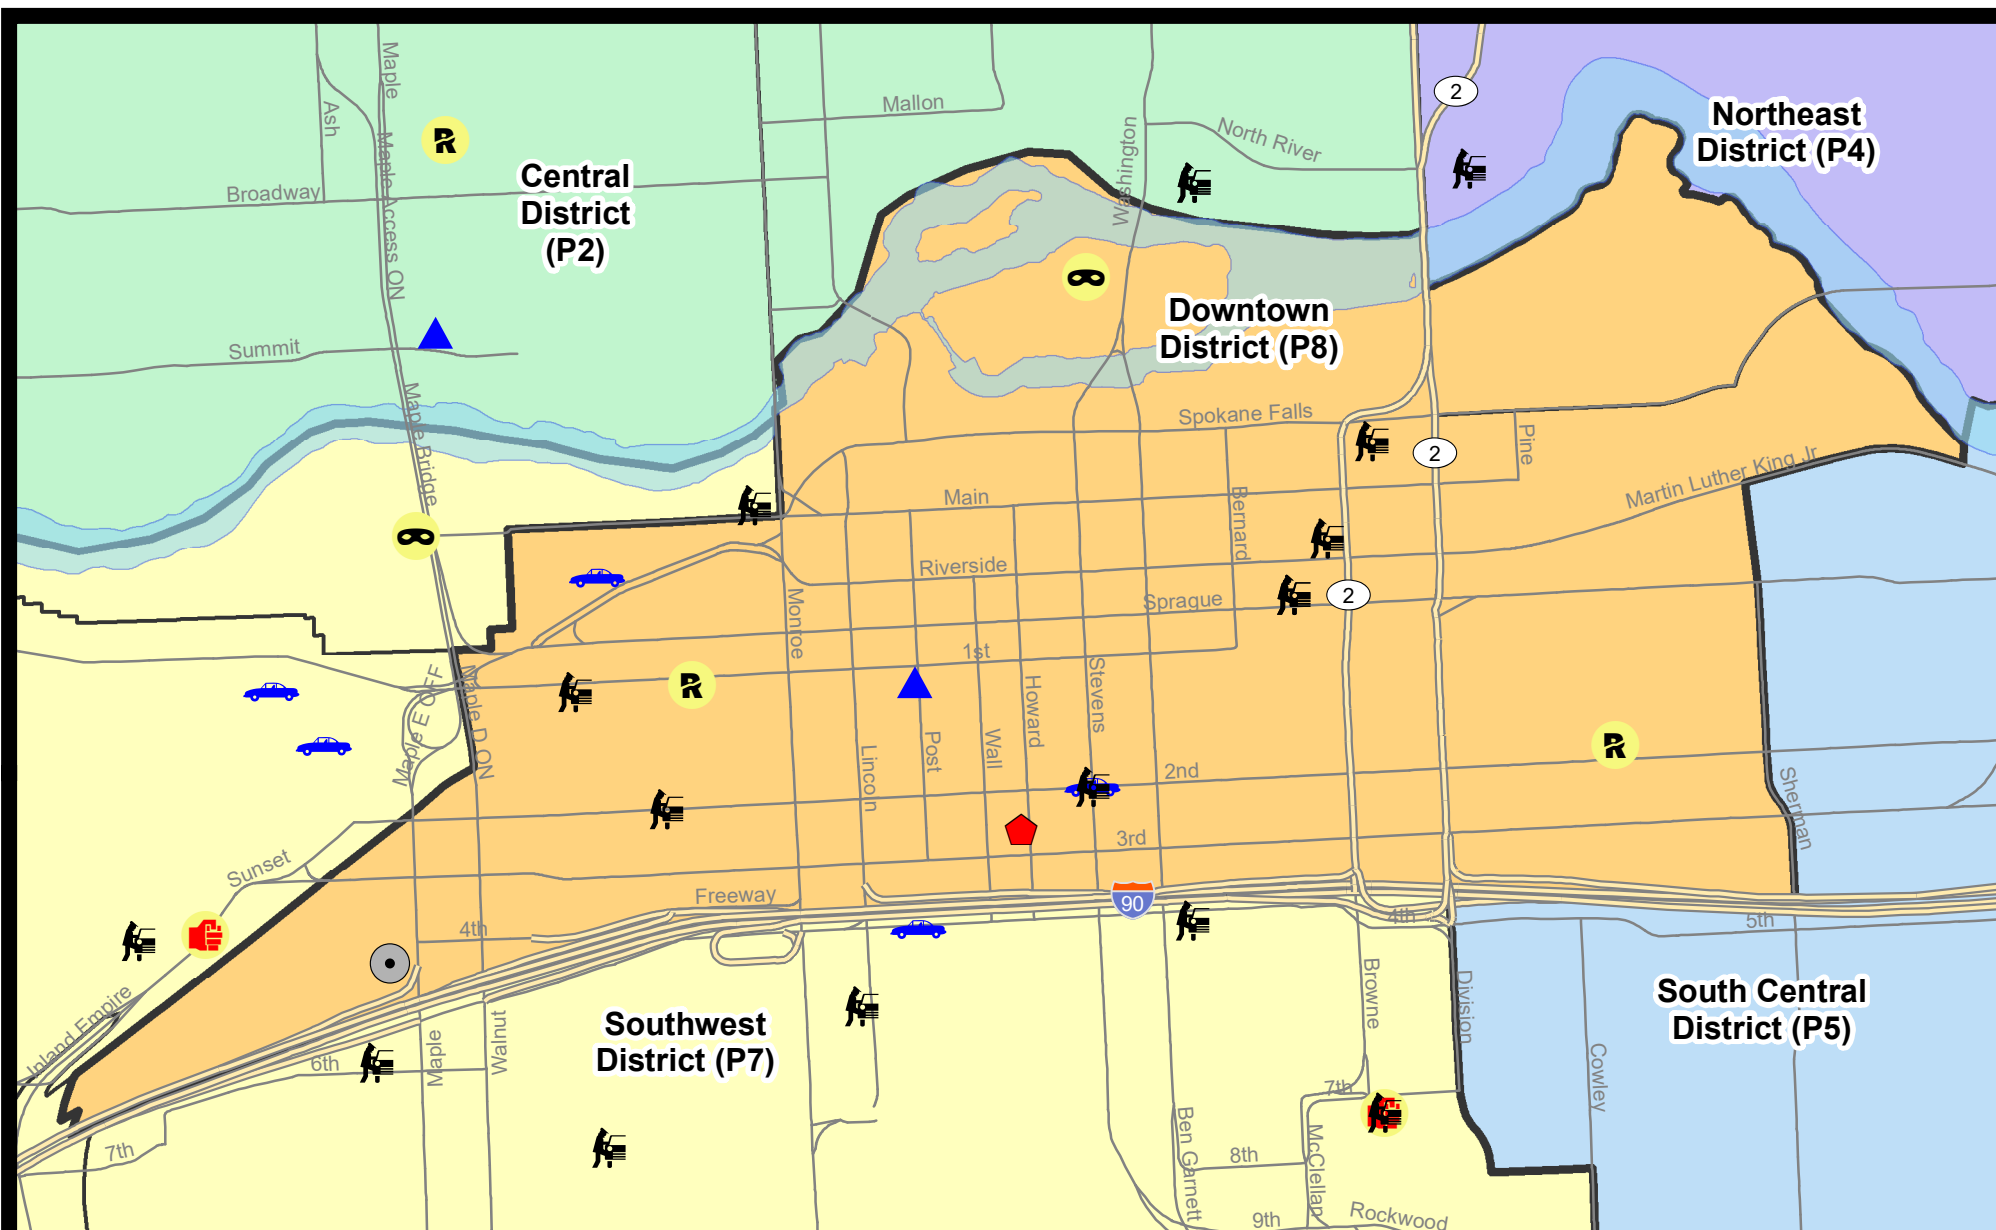 Maple
Ash
Maple Access ON
Mallon
Washington
North River
2
Northeast
District (P4)
Central
District
(P2)
Broadway
R
Downtown
District (P8)
Summit
Maple Bridge
Spokane Falls
Pine
2
Martin Luther King Jr
Main
Bernard
Riverside
Sprague
2
Monroe
1st
Maple E OFF
Maple D ON
R
Howard
Stevens
Post
Wall
Lincoln
2nd
R
Sherman
3rd
Sunset
Freeway
90
4th
4th
5th
Browne
Division
South Central
District (P5)
Southwest
District (P7)
Inland Empire
6th
Maple
Walnut
Cowley
7th
7th
Ben Garnett
8th
McClellan
9th
Rockwood